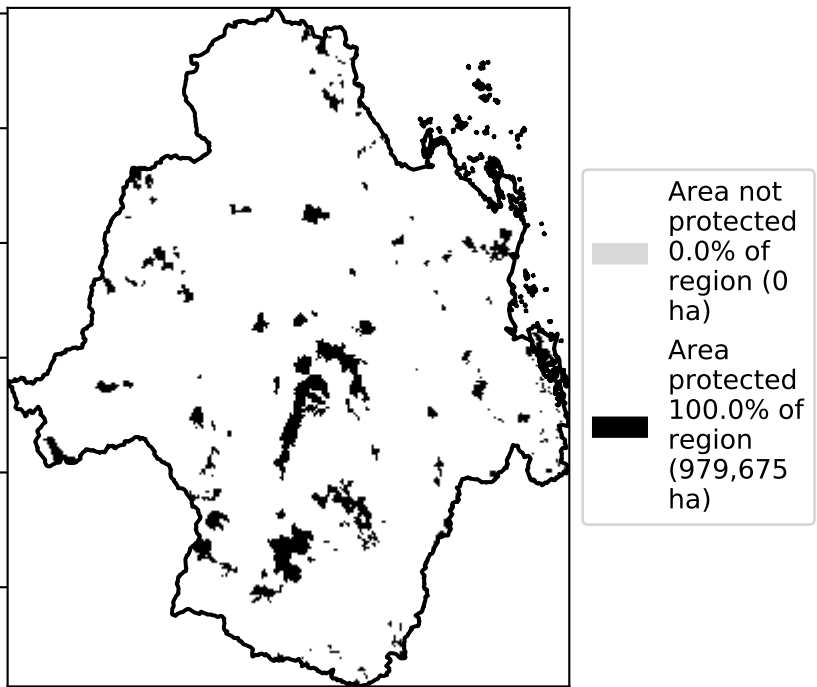 Area not
protected
0.0% of
region (0
ha)
Area
protected
100.0% of
region
(979,675
ha)